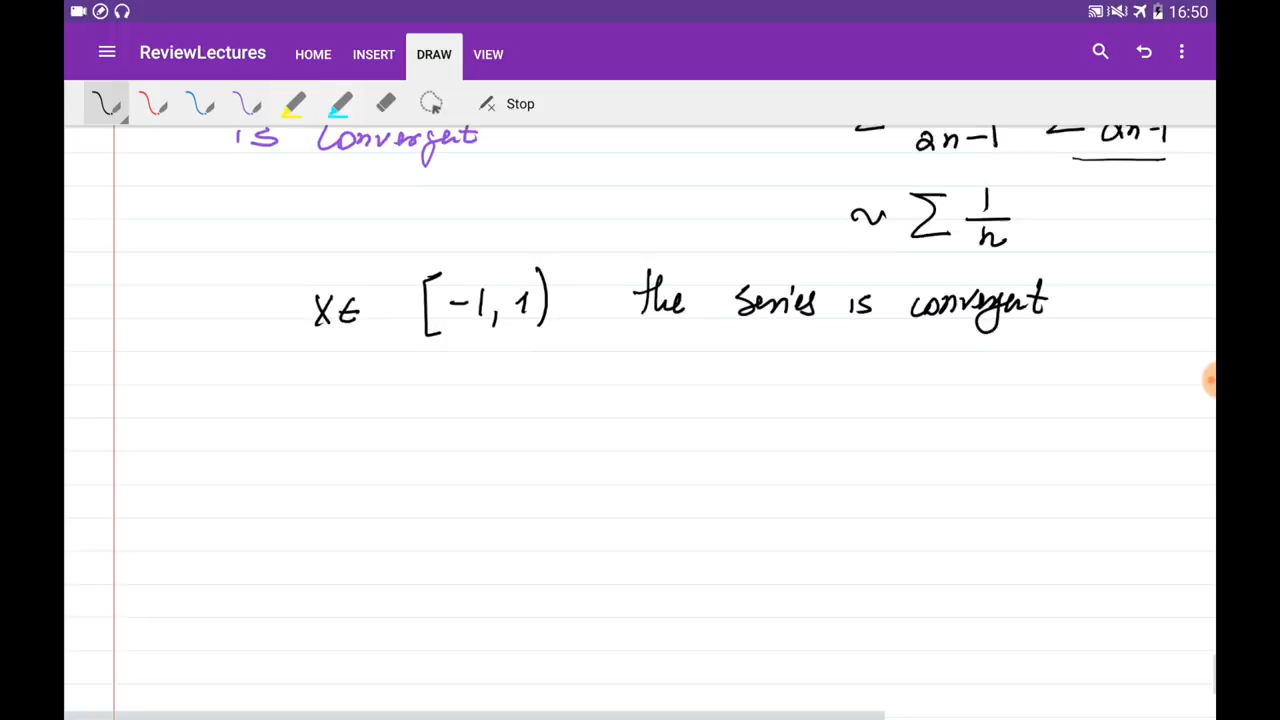 16:50
ReviewLectures HOME INSERT DRAW VIEW
Stop
is convergent
2n-1 Σ 2n-1
~ Σ 1/n
x∈ [-1, 1) the series is convergent